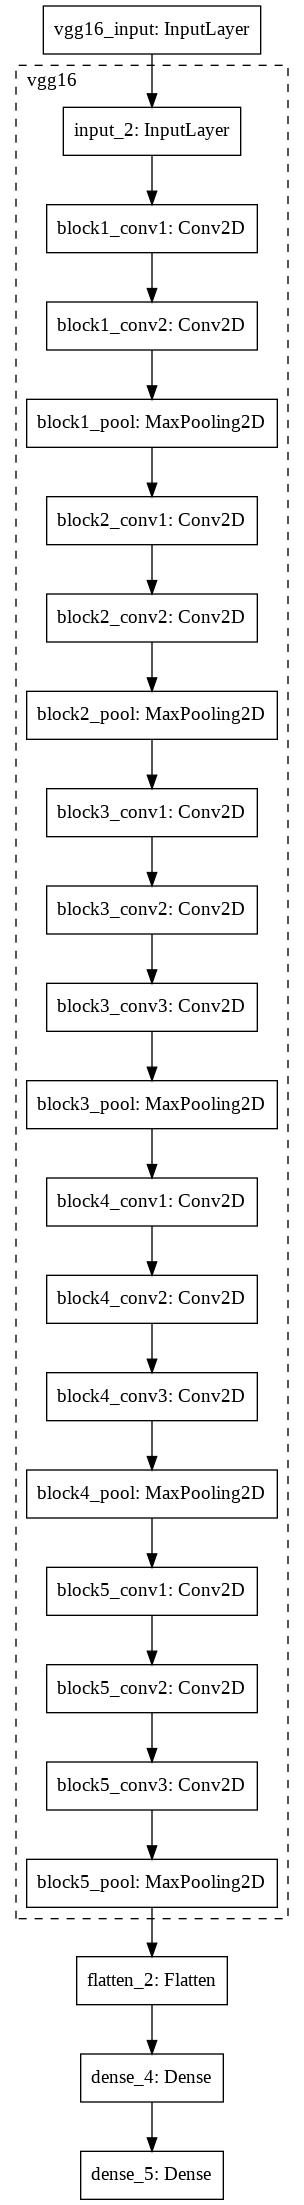 vgg16_input: InputLayer
vgg16
input_2: InputLayer
block1_conv1: Conv2D
block1_conv2: Conv2D
block1_pool: MaxPooling2D
block2_conv1: Conv2D
block2_conv2: Conv2D
block2_pool: MaxPooling2D
block3_conv1: Conv2D
block3_conv2: Conv2D
block3_conv3: Conv2D
block3_pool: MaxPooling2D
block4_conv1: Conv2D
block4_conv2: Conv2D
block4_conv3: Conv2D
block4_pool: MaxPooling2D
block5_conv1: Conv2D
block5_conv2: Conv2D
block5_conv3: Conv2D
block5_pool: MaxPooling2D
flatten_2: Flatten
dense_4: Dense
dense_5: Dense